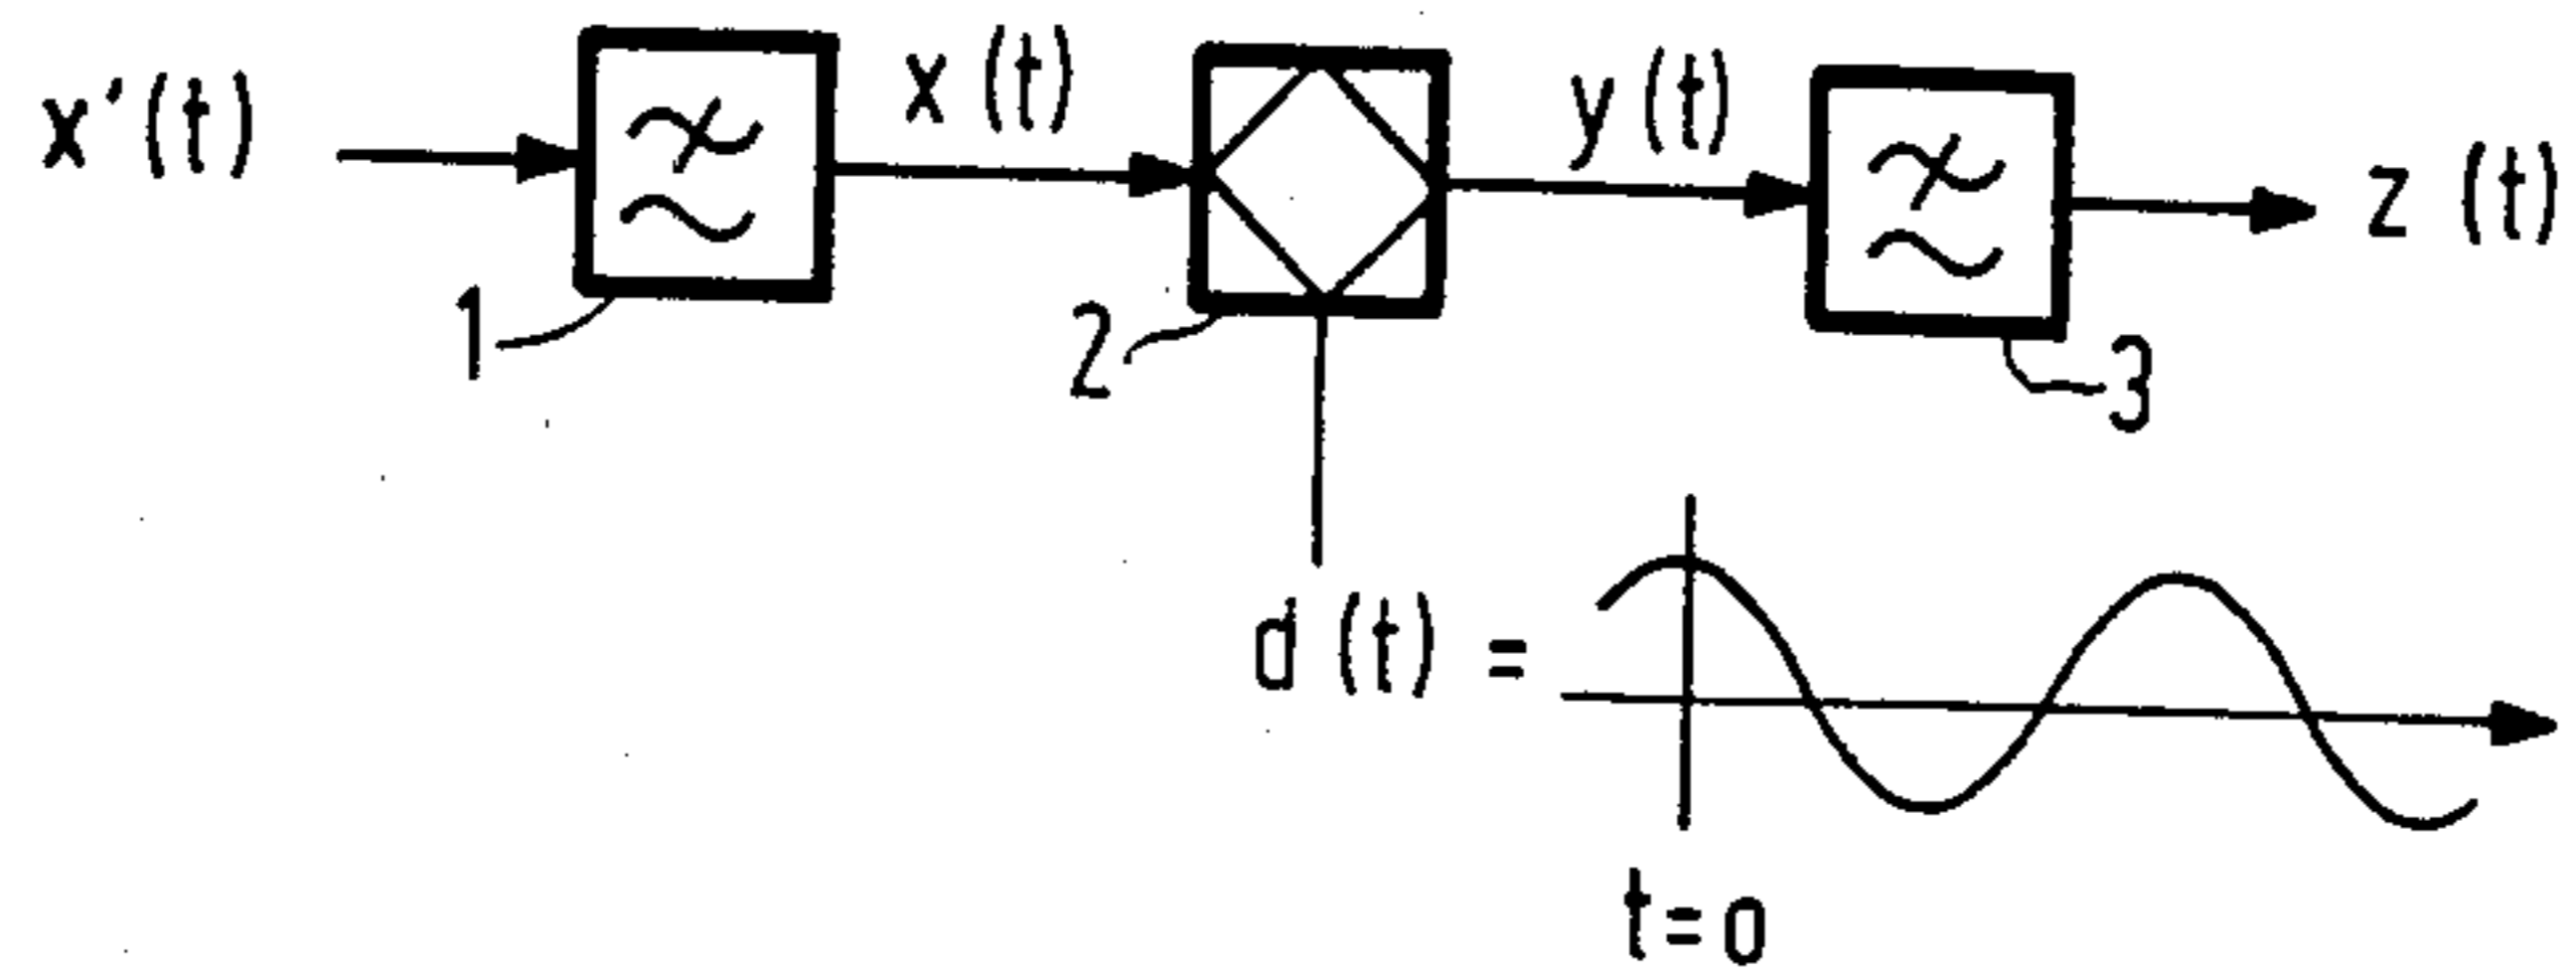 x'(t)
x (t)
y (t)
z (t)
1
2
3
d (t) =
t = 0